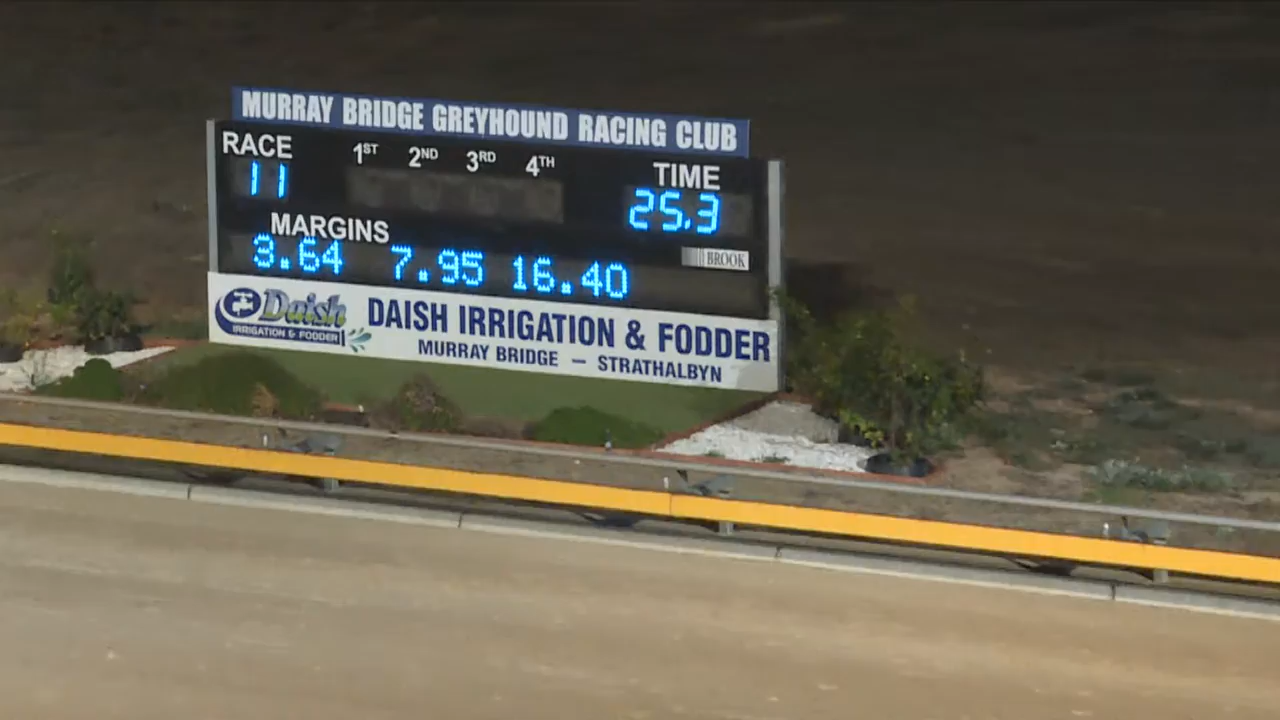 MURRAY BRIDGE GREYHOUND RACING CLUB
RACE 1ST 2ND 3RD 4TH TIME
11 25.3
MARGINS
3.64 7.95 16.40 BROOK
Daish DAISH IRRIGATION & FODDER
IRRIGATION & FODDER MURRAY BRIDGE — STRATHALBYN